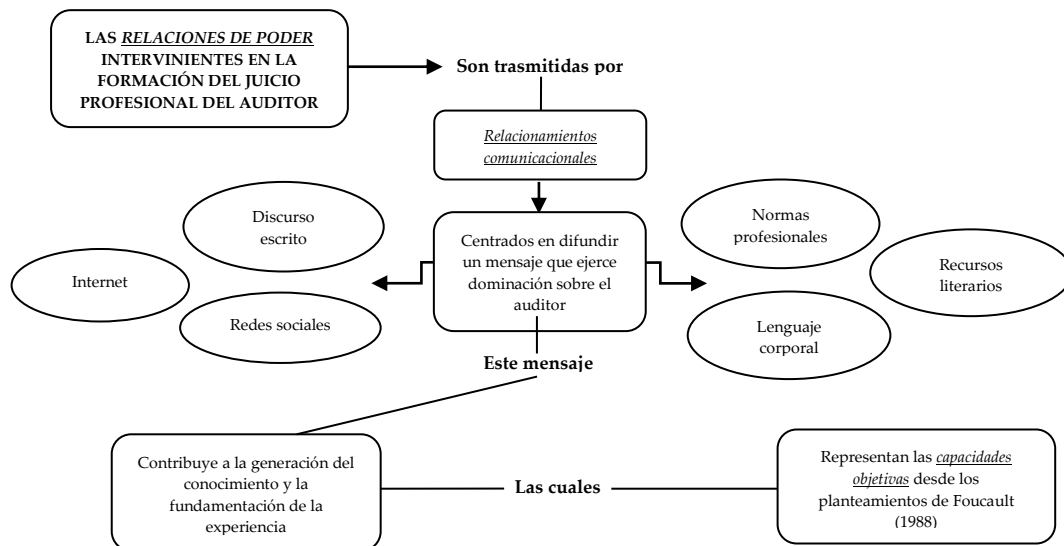 LAS RELACIONES DE PODER
INTERVINIENTES EN LA
FORMACIÓN DEL JUICIO
PROFESIONAL DEL AUDITOR
Son trasmitidas por
Relacionamientos
comunicacionales
Discurso
escrito
Internet
Redes sociales
Centrados en difundir
un mensaje que ejerce
dominación sobre el
auditor
Normas
profesionales
Recursos
literarios
Lenguaje
corporal
Este mensaje
Contribuye a la generación del
conocimiento y la
fundamentación de la
experiencia
Las cuales
Representan las capacidades
objetivas desde los
planteamientos de Foucault
(1988)